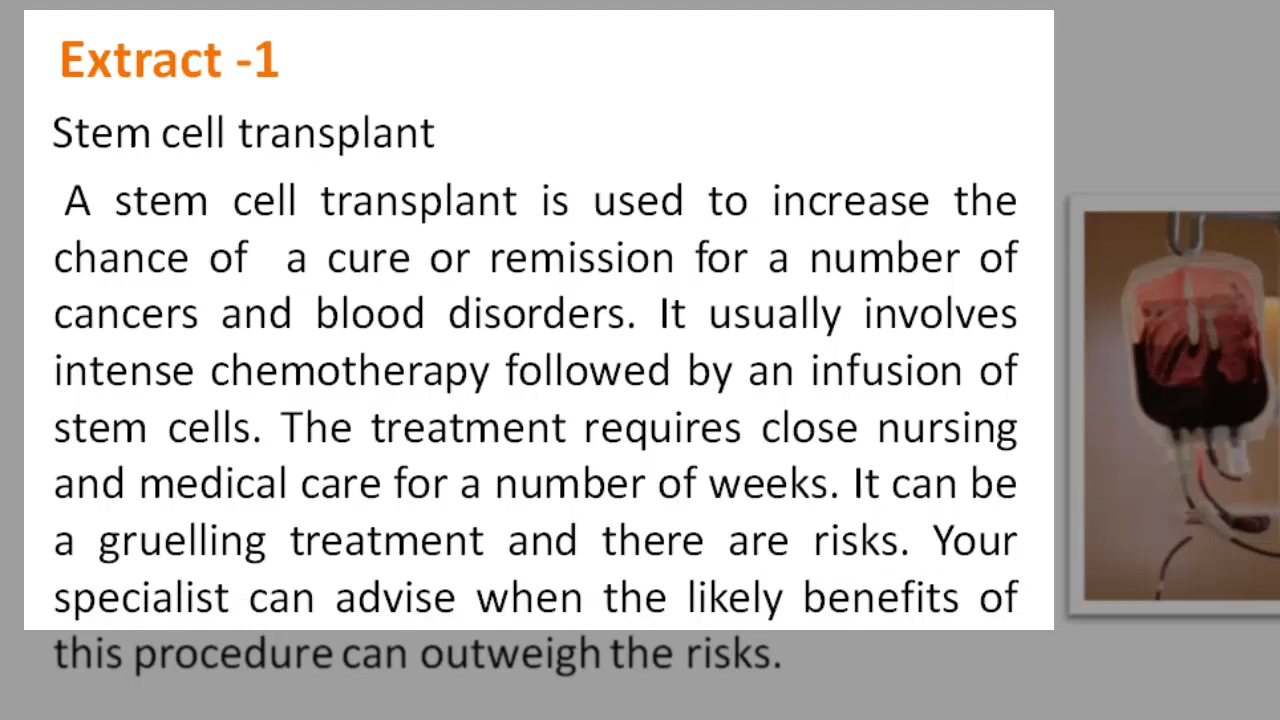 Extract -1
Stem cell transplant
A stem cell transplant is used to increase the
chance of a cure or remission for a number of
cancers and blood disorders. It usually involves
intense chemotherapy followed by an infusion of
stem cells. The treatment requires close nursing
and medical care for a number of weeks. It can be
a gruelling treatment and there are risks. Your
specialist can advise when the likely benefits of
this procedure can outweigh the risks.